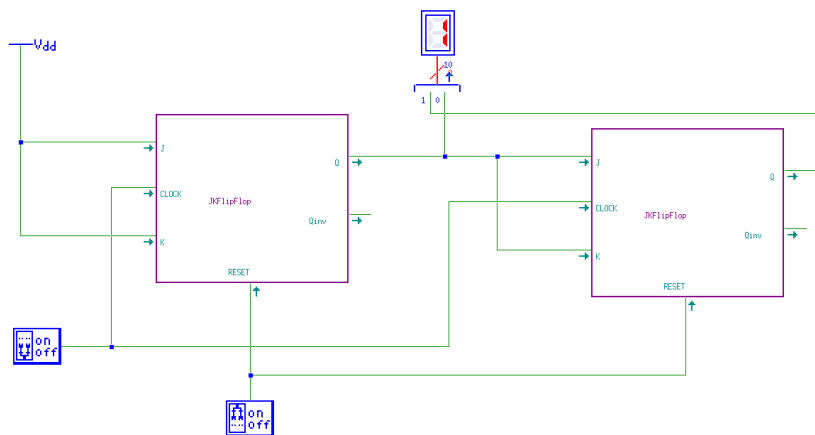 Vdd
10
1 0
J
Q
J
CLOCK
JKFlipFlop
Q
CLOCK
JKFlipFlop
Qinv
Qinv
K
K
RESET
RESET
on
off
on
off